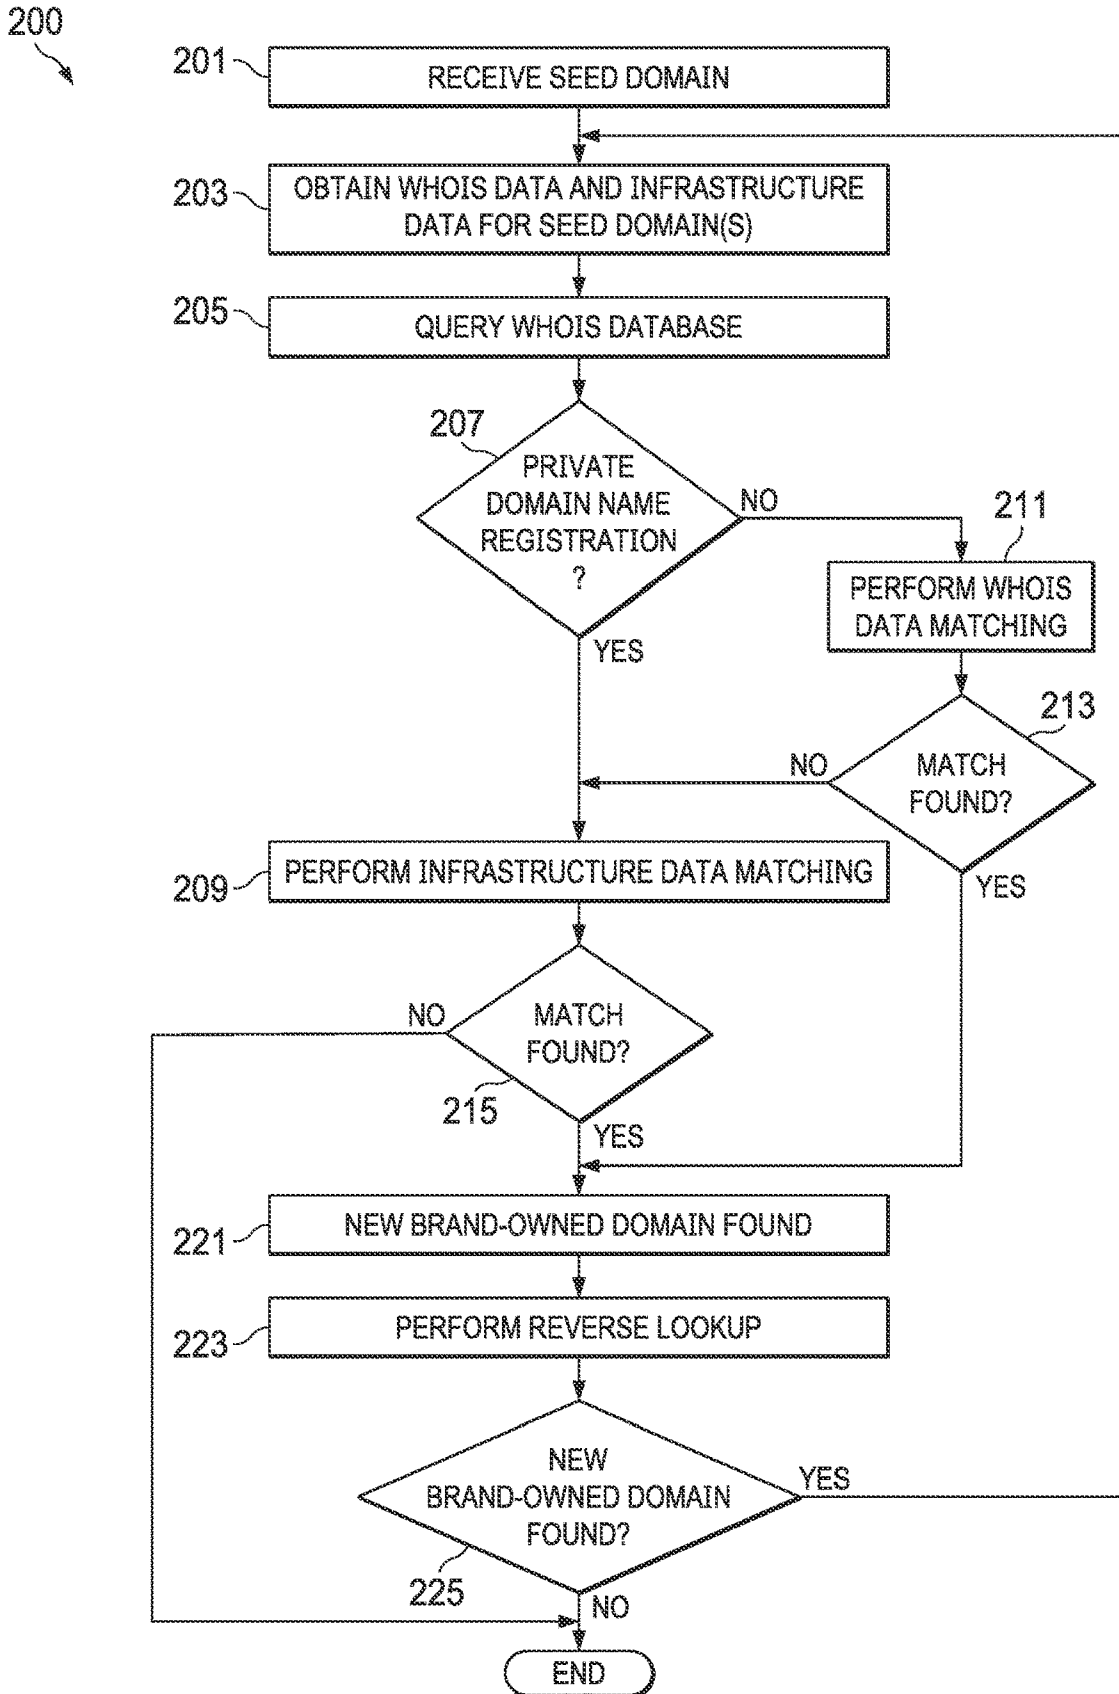 200
201
RECEIVE SEED DOMAIN
203
OBTAIN WHOIS DATA AND INFRASTRUCTURE
DATA FOR SEED DOMAIN(S)
205
QUERY WHOIS DATABASE
207
PRIVATE
DOMAIN NAME
REGISTRATION
?
NO
YES
211
PERFORM WHOIS
DATA MATCHING
213
MATCH
FOUND?
NO
YES
209
PERFORM INFRASTRUCTURE DATA MATCHING
NO
MATCH
FOUND?
215
YES
221
NEW BRAND-OWNED DOMAIN FOUND
223
PERFORM REVERSE LOOKUP
NEW
BRAND-OWNED DOMAIN
FOUND?
YES
225
NO
END